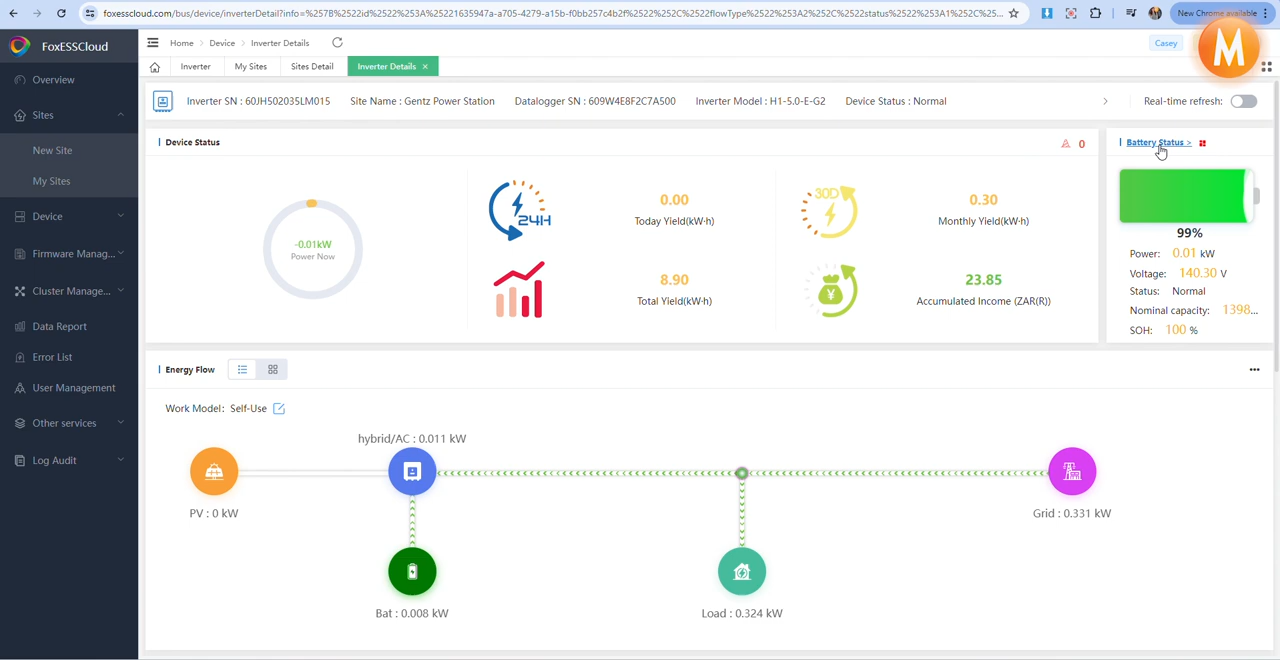 foxesscloud.com/bus/device/inverterDetail?info=%257B%2522id%2522%253A%25221635947a-a705-4279-a15b-f0bb257c4b2f%2522%252C%2522flowType%2522%253A2%252C%2522status%2522%253A1%252C%25...
New Chrome available
FoxESSCloud
Home > Device > Inverter Details
Casey
M
Inverter
My Sites
Sites Detail
Inverter Details ×
Overview
Sites
New Site
My Sites
Device
Firmware Manag...
Cluster Manage...
Data Report
Error List
User Management
Other services
Log Audit
Inverter SN : 60JH502035LM015
Site Name : Gentz Power Station
Datalogger SN : 609W4E8F2C7A500
Inverter Model : H1-5.0-E-G2
Device Status : Normal
Real-time refresh:
Device Status
0
-0.01kW
Power Now
24H
0.00
Today Yield(kW·h)
30D
0.30
Monthly Yield(kW·h)
8.90
Total Yield(kW·h)
¥
23.85
Accumulated Income (ZAR(R))
Battery Status >
99%
Power: 0.01 kW
Voltage: 140.30 V
Status: Normal
Nominal capacity: 1398...
SOH: 100 %
Energy Flow
Work Model: Self-Use
hybrid/AC : 0.011 kW
PV : 0 kW
Grid : 0.331 kW
Bat : 0.008 kW
Load : 0.324 kW